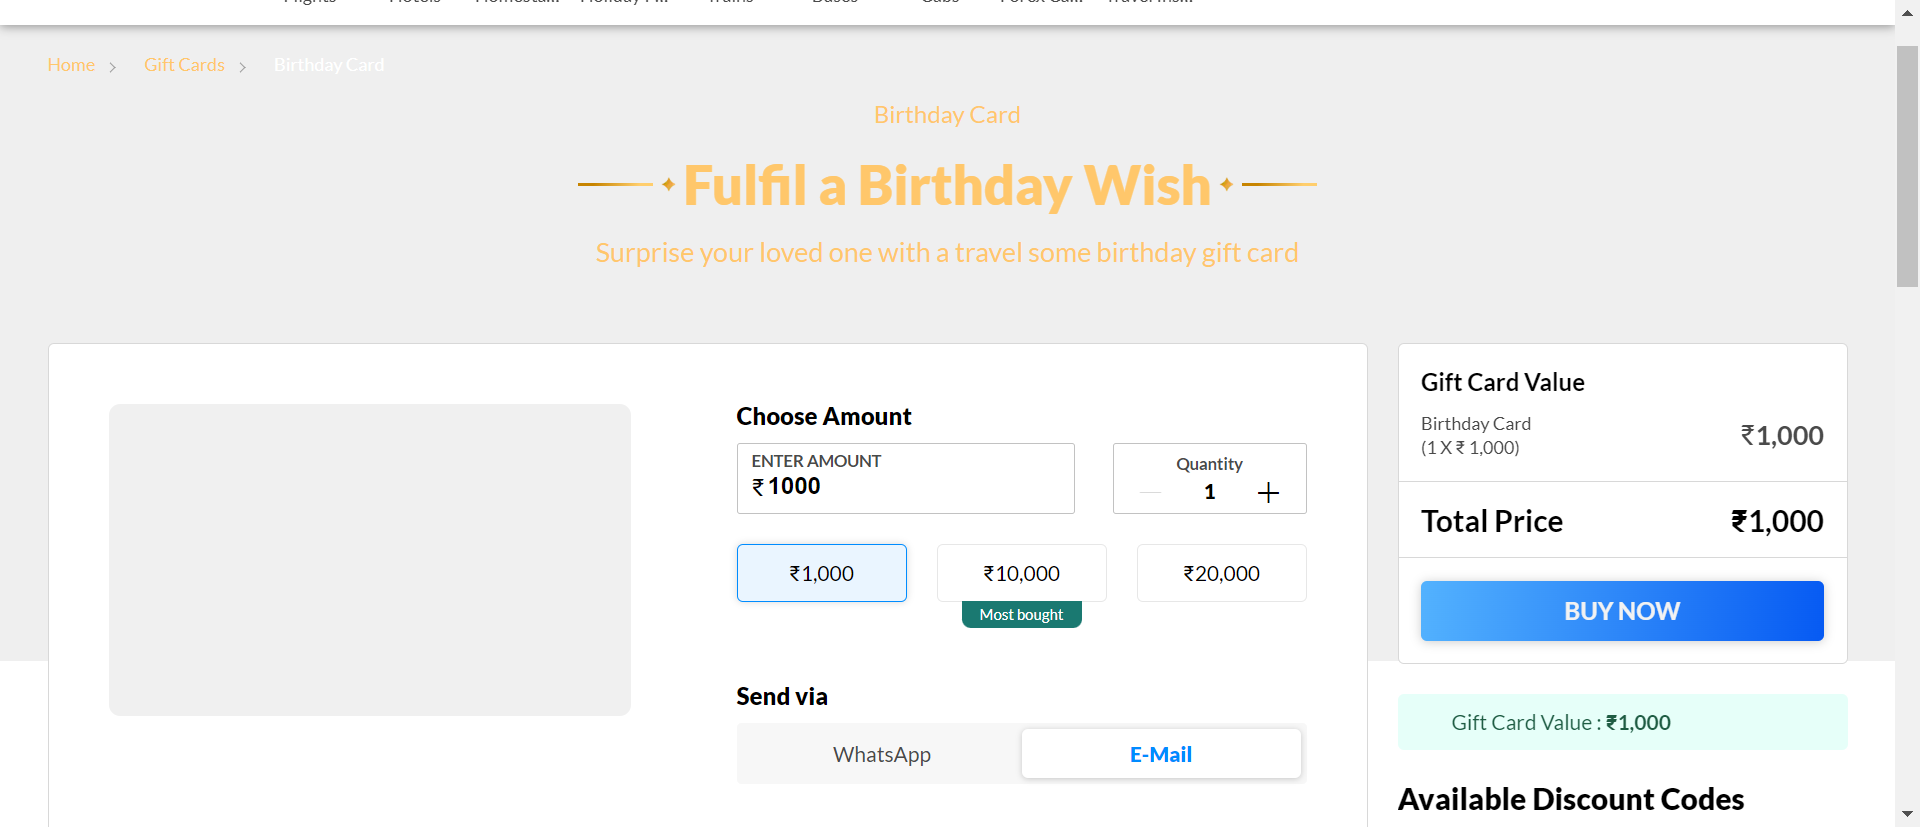 Home
Gift Cards
Birthday Card
Birthday Card
Fulfil a Birthday Wish
Surprise your loved one with a travel some birthday gift card
Choose Amount
ENTER AMOUNT
₹ 1000
Quantity
1
₹1,000
₹10,000
₹20,000
Most bought
Send via
WhatsApp
E-Mail
Gift Card Value
Birthday Card
(1 X ₹ 1,000)
₹1,000
Total Price
₹1,000
BUY NOW
Gift Card Value : ₹1,000
Available Discount Codes